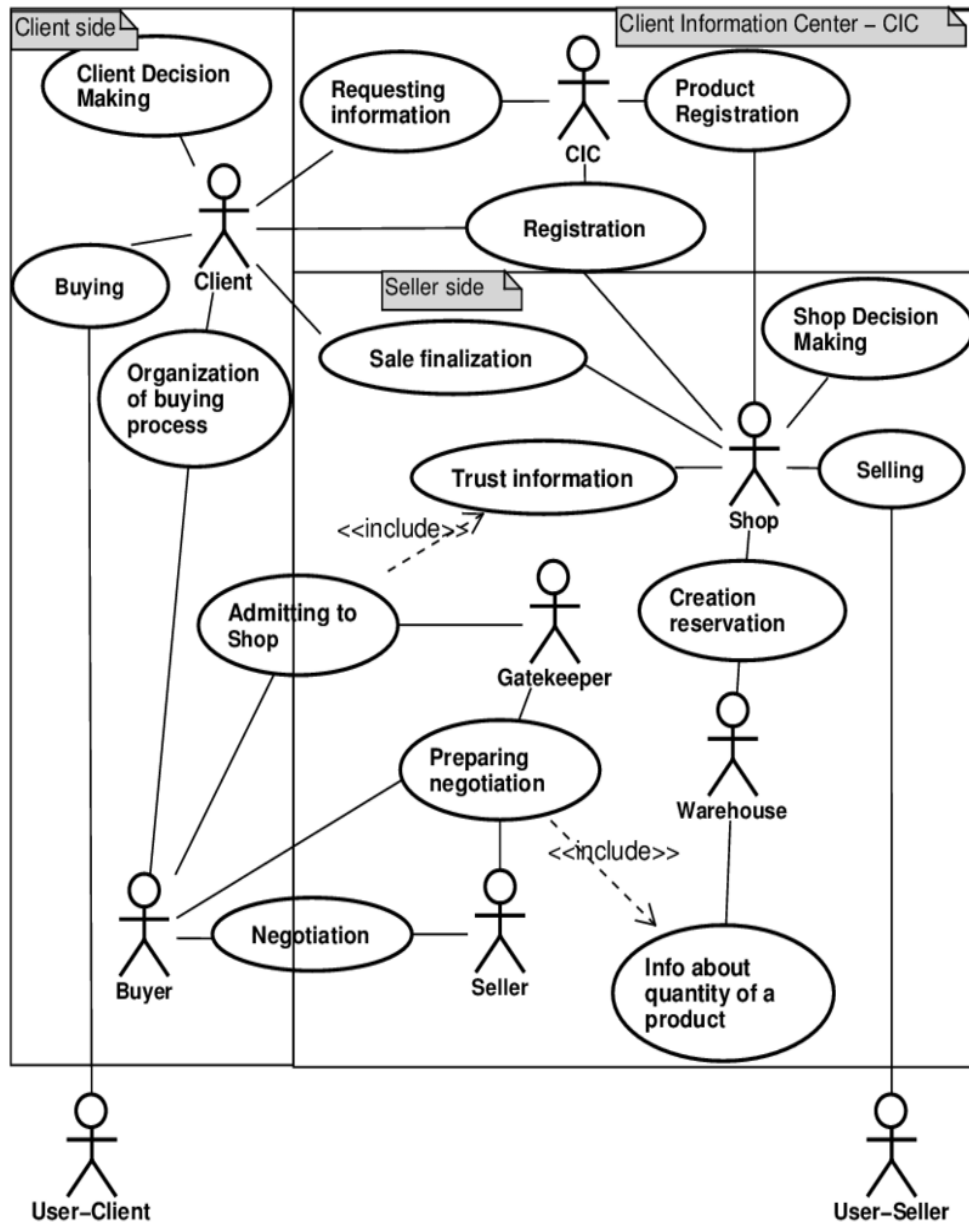 Client side
Client Information Center – CIC
Client Decision
Making
Requesting
information
CIC
Product
Registration
Client
Registration
Buying
Seller side
Shop Decision
Making
Organization
of buying
process
Sale finalization
Trust information
Shop
Selling
<<include>>
Admitting to
Shop
Gatekeeper
Creation
reservation
Preparing
negotiation
Warehouse
<<include>>
Negotiation
Buyer
Seller
Info about
quantity of a
product
User–Client
User–Seller